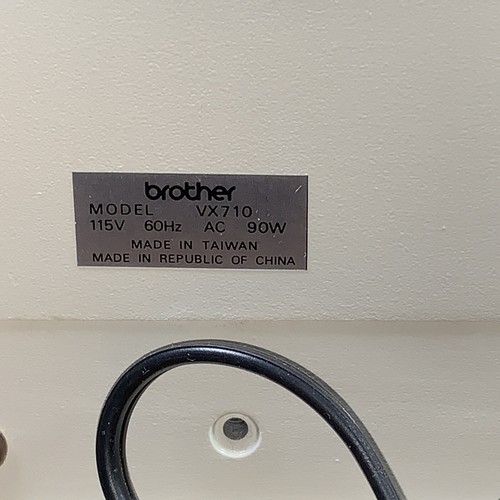 brother
MODEL VX710
115V 60Hz AC 90W
MADE IN TAIWAN
MADE IN REPUBLIC OF CHINA